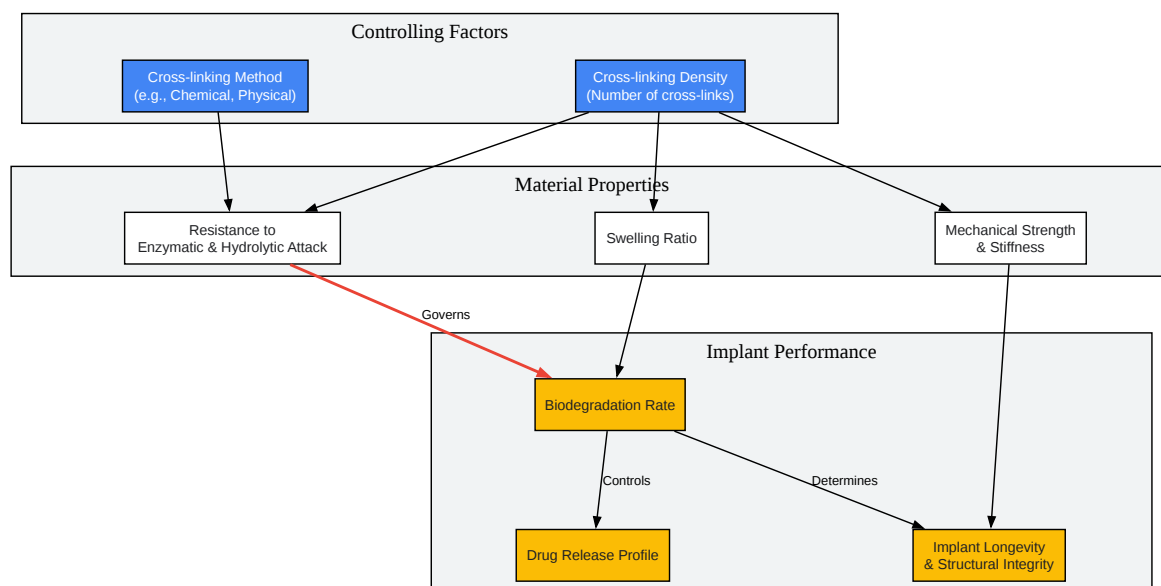 Controlling Factors
Cross-linking Method
(e.g., Chemical, Physical)
Cross-linking Density
(Number of cross-links)
Material Properties
Resistance to
Enzymatic & Hydrolytic Attack
Swelling Ratio
Mechanical Strength
& Stiffness
Governs
Implant Performance
Biodegradation Rate
Controls
Determines
Drug Release Profile
Implant Longevity
& Structural Integrity